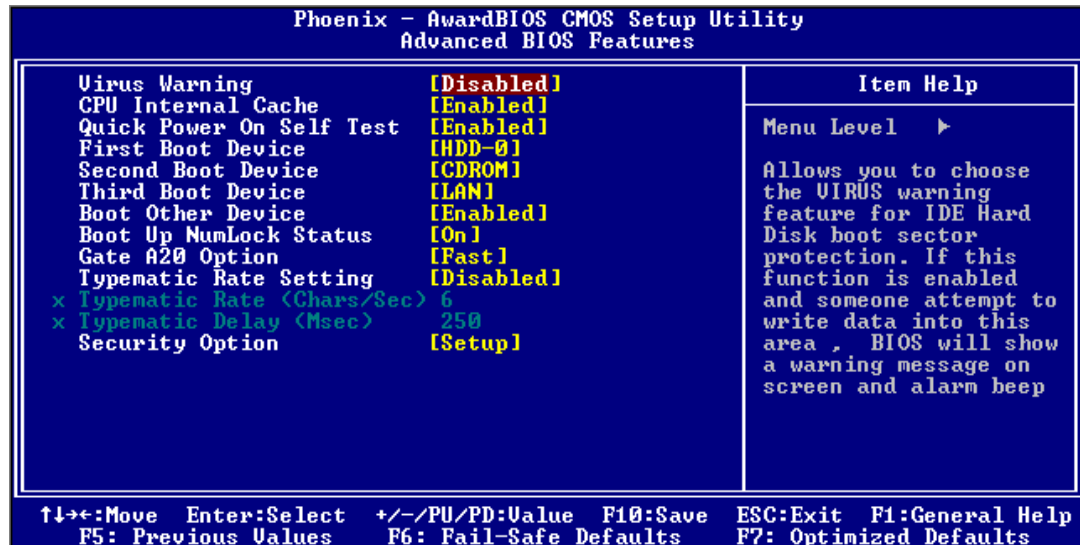 Phoenix - AwardBIOS CMOS Setup Utility
Advanced BIOS Features
Virus Warning [Disabled]
CPU Internal Cache [Enabled]
Quick Power On Self Test [Enabled]
First Boot Device [HDD-0]
Second Boot Device [CDROM]
Third Boot Device [LAN]
Boot Other Device [Enabled]
Boot Up NumLock Status [On]
Gate A20 Option [Fast]
Typematic Rate Setting [Disabled]
x Typematic Rate (Chars/Sec) 6
x Typematic Delay (Msec) 250
Security Option [Setup]
Item Help
Menu Level ▶
Allows you to choose
the VIRUS warning
feature for IDE Hard
Disk boot sector
protection. If this
function is enabled
and someone attempt to
write data into this
area , BIOS will show
a warning message on
screen and alarm beep
↑↓→←:Move Enter:Select +/-/PU/PD:Value F10:Save ESC:Exit F1:General Help
F5: Previous Values F6: Fail-Safe Defaults F7: Optimized Defaults